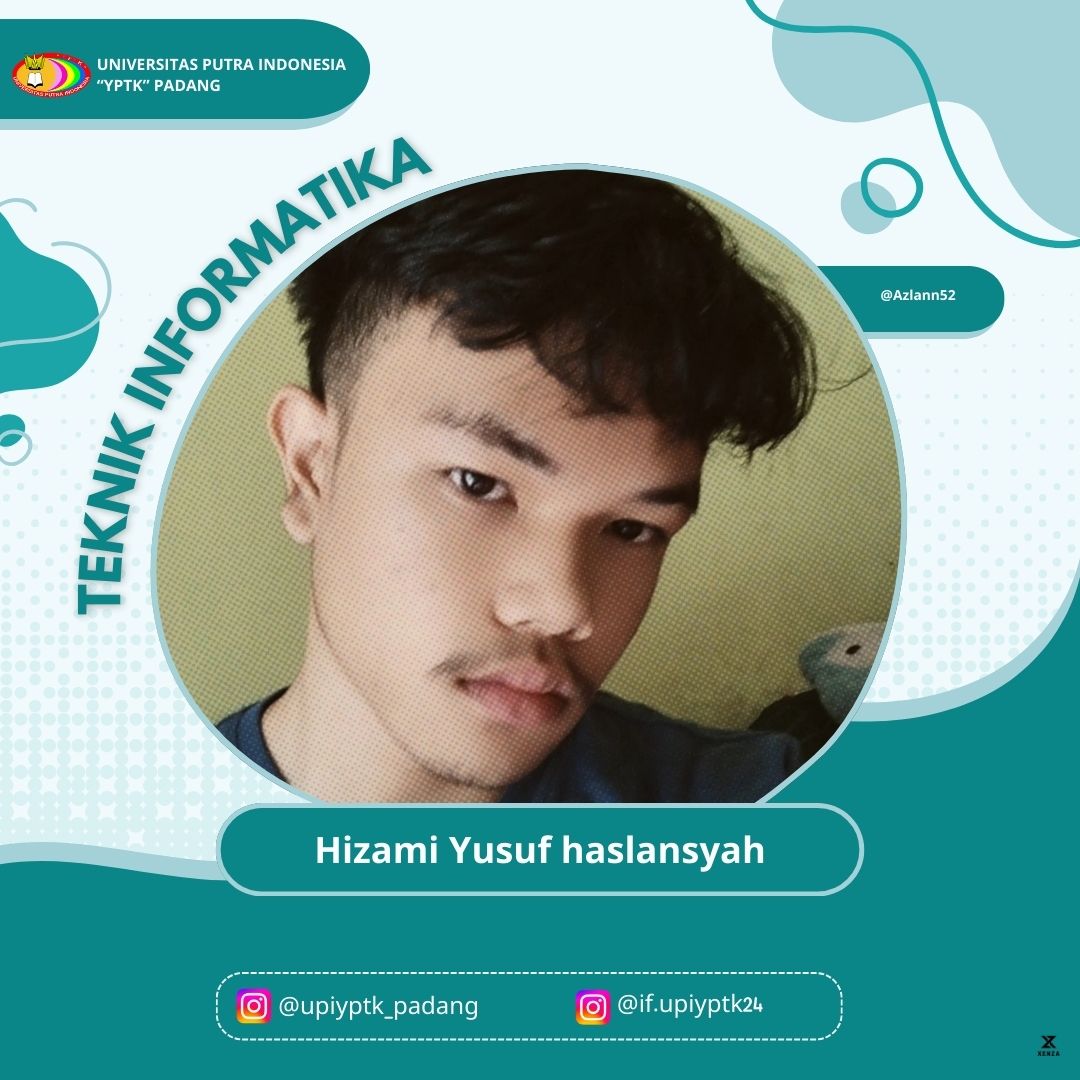 UNIVERSITAS PUTRA INDONESIA
“YPTK” PADANG
TEKNIK INFORMATIKA
@Azlann52
Hizami Yusuf haslansyah
@upiyptk_padang
@if.upiyptk24
XENZA